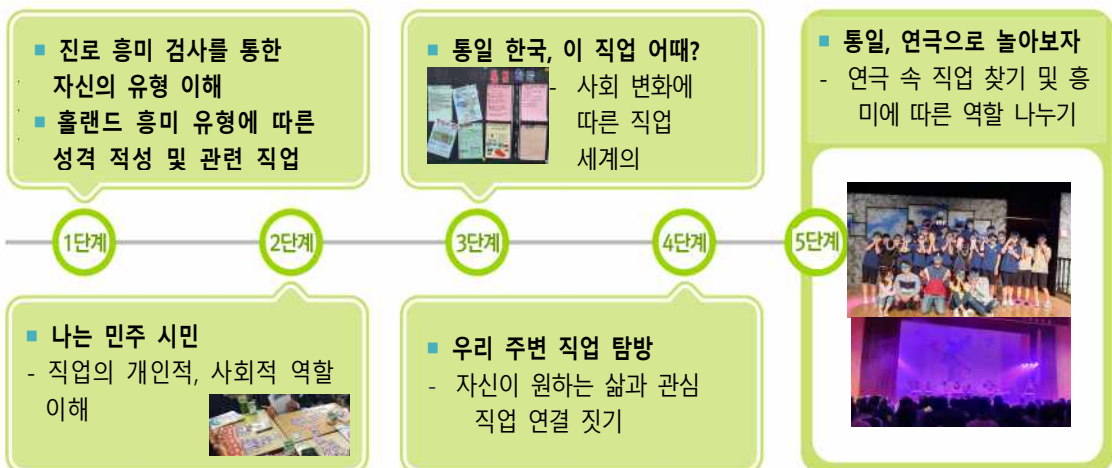 ■ 진로 흥미 검사를 통한
자신의 유형 이해
■ 홀랜드 흥미 유형에 따른
성격 적성 및 관련 직업
1단계
2단계
■ 나는 민주 시민
- 직업의 개인적, 사회적 역할
이해
■ 통일 한국, 이 직업 어때?
- 사회 변화에
따른 직업
세계의
3단계
4단계
■ 우리 주변 직업 탐방
- 자신이 원하는 삶과 관심
직업 연결 짓기
■ 통일, 연극으로 놀아보자
- 연극 속 직업 찾기 및 흥
미에 따른 역할 나누기
5단계